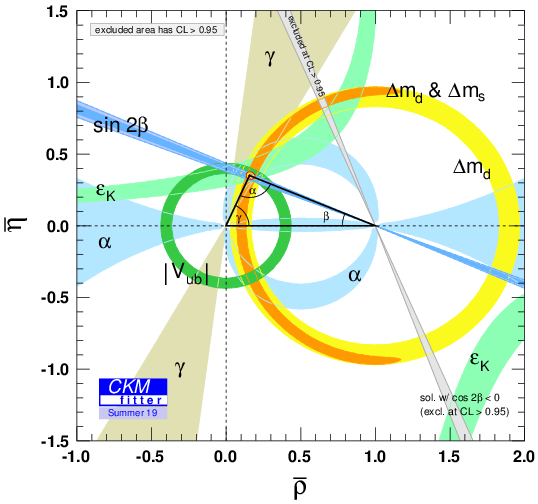 excluded area has CL > 0.95
excluded at CL > 0.95
γ
Δm_d & Δm_s
sin 2β
Δm_d
ε_K
α
α
γ
β
α
|V_ub|
α
γ
ε_K
CKM
fitter
Summer 19
sol. w/ cos 2β < 0
(excl. at CL > 0.95)
η̅
1.5
1.0
0.5
0.0
-0.5
-1.0
-1.5
-1.0
-0.5
0.0
0.5
1.0
1.5
2.0
ρ̅